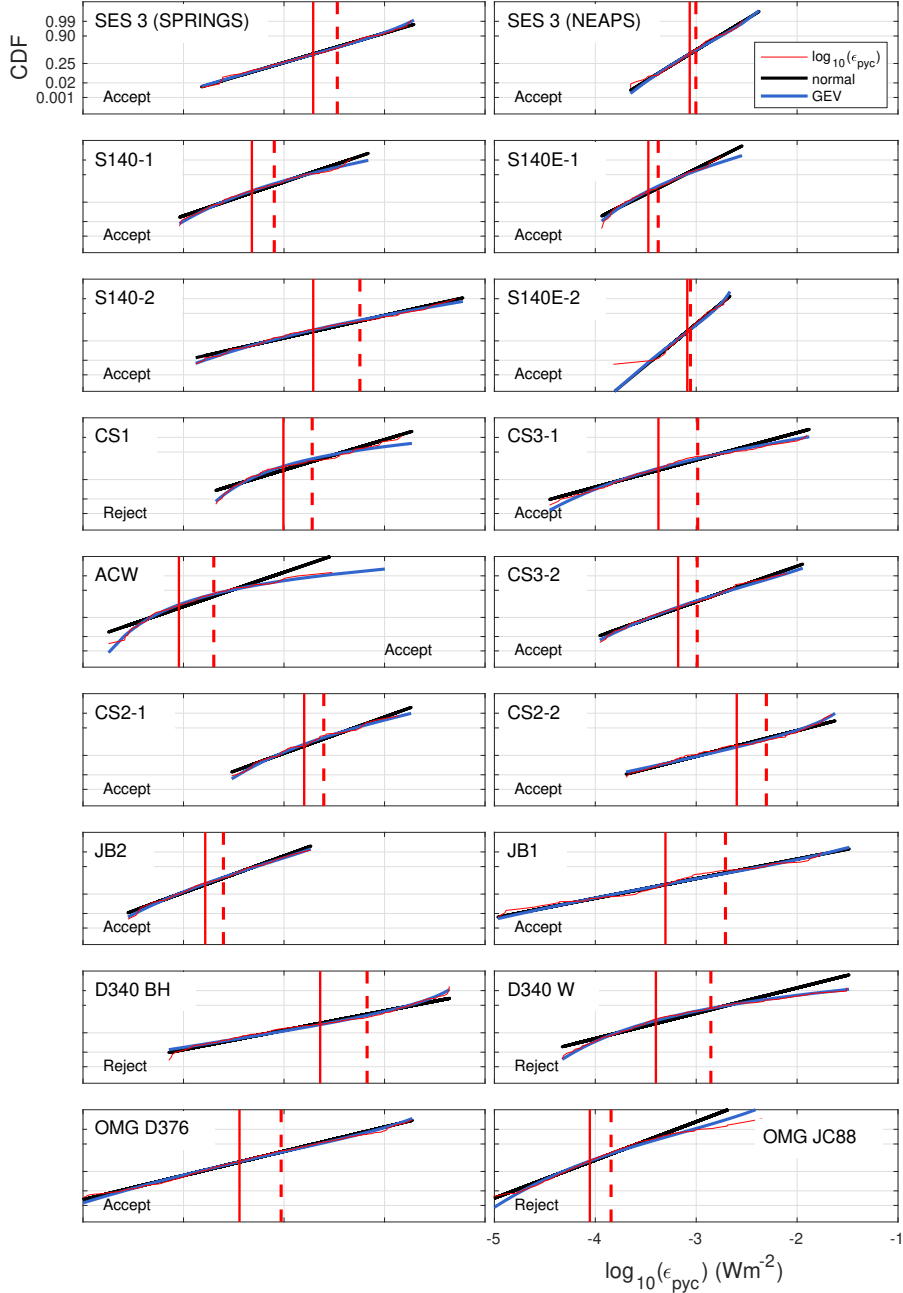 SES 3 (SPRINGS)
SES 3 (NEAPS)
CDF
0.99
0.90
0.25
0.02
0.001
Accept
Accept
log10(ϵpyc)
normal
GEV
S140-1
S140E-1
Accept
Accept
S140-2
S140E-2
Accept
Accept
CS1
CS3-1
Reject
Accept
ACW
CS3-2
Accept
Accept
CS2-1
CS2-2
Accept
Accept
JB2
JB1
Accept
Accept
D340 BH
D340 W
Reject
Reject
OMG D376
OMG JC88
Accept
Reject
-5 -4 -3 -2 -1
log10(ϵpyc) (Wm-2)